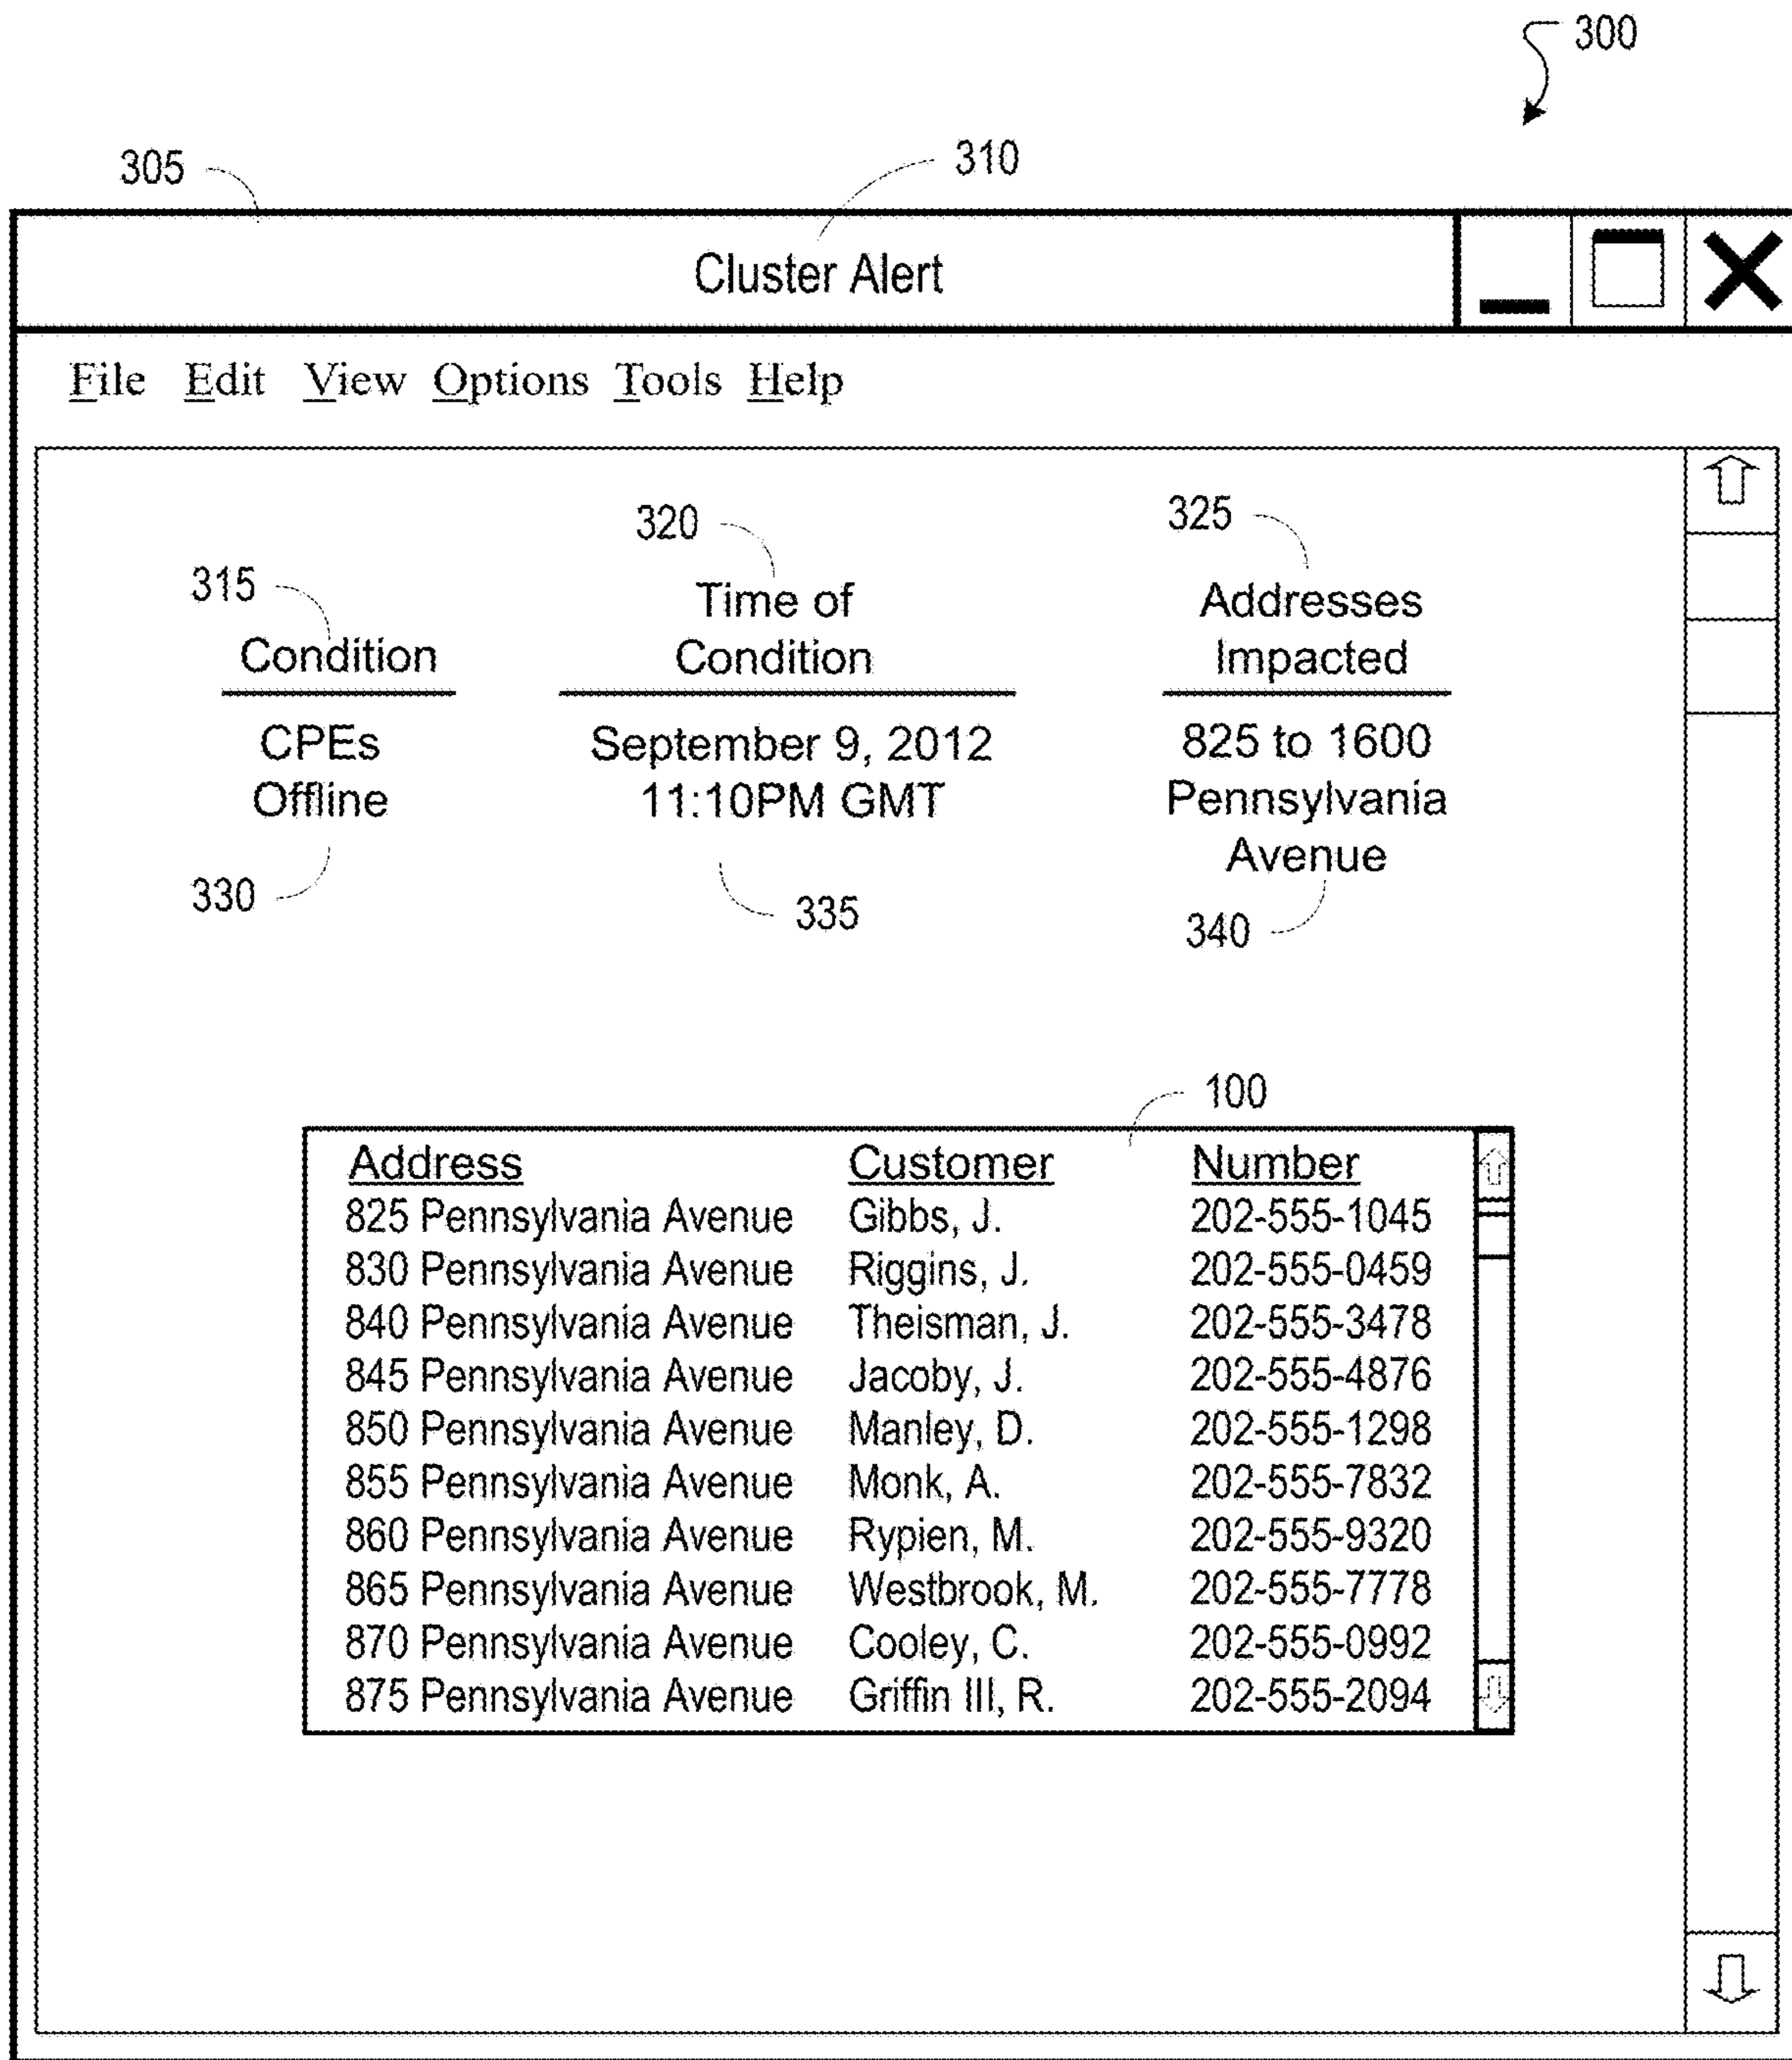 300
305
310
Cluster Alert
File Edit View Options Tools Help
320
325
315
Time of
Addresses
Condition
Condition
Impacted
CPEs
September 9, 2012
825 to 1600
Offline
11:10PM GMT
Pennsylvania
Avenue
330
335
340
100
Address Customer Number
825 Pennsylvania Avenue Gibbs, J. 202-555-1045
830 Pennsylvania Avenue Riggins, J. 202-555-0459
840 Pennsylvania Avenue Theisman, J. 202-555-3478
845 Pennsylvania Avenue Jacoby, J. 202-555-4876
850 Pennsylvania Avenue Manley, D. 202-555-1298
855 Pennsylvania Avenue Monk, A. 202-555-7832
860 Pennsylvania Avenue Rypien, M. 202-555-9320
865 Pennsylvania Avenue Westbrook, M. 202-555-7778
870 Pennsylvania Avenue Cooley, C. 202-555-0992
875 Pennsylvania Avenue Griffin III, R. 202-555-2094